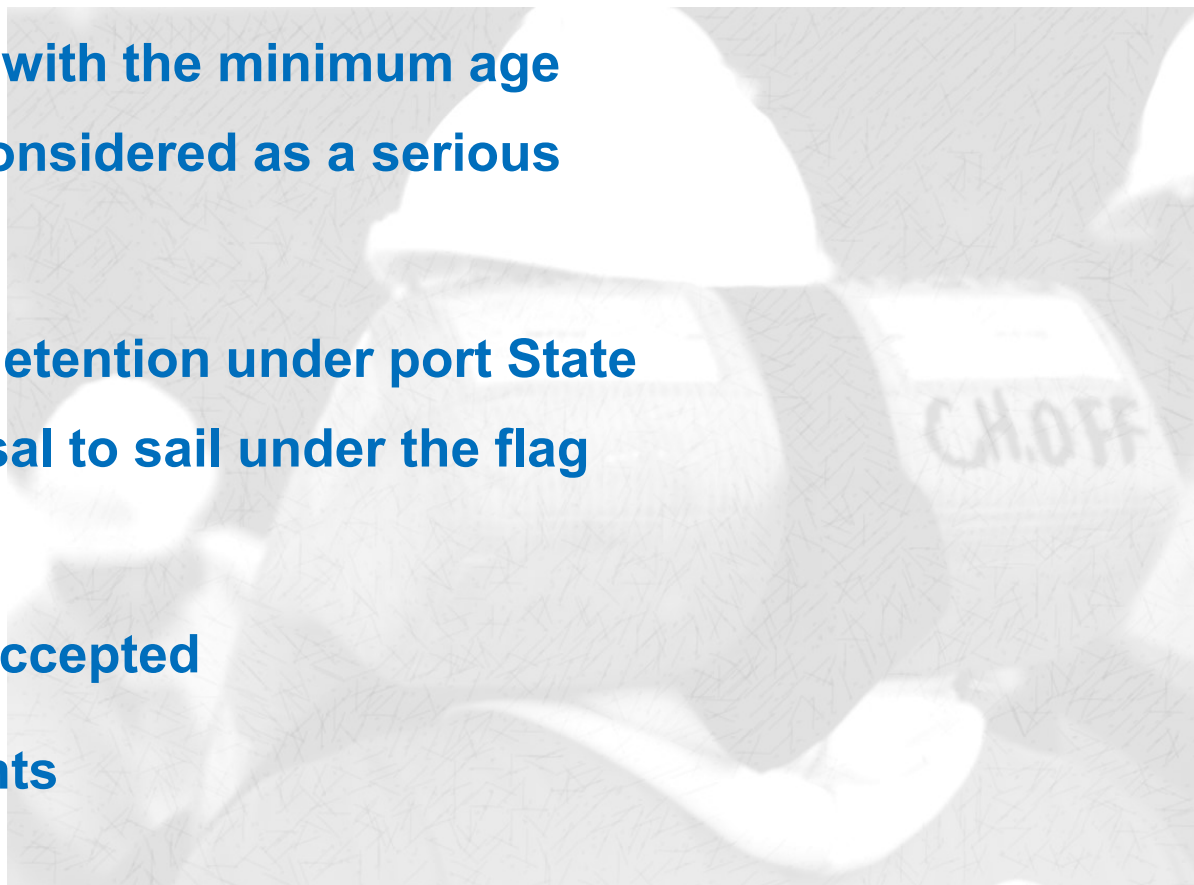 with the minimum age
onsidered as a serious
etention under port State
sal to sail under the flag
C.H.OFF
ccepted
nts